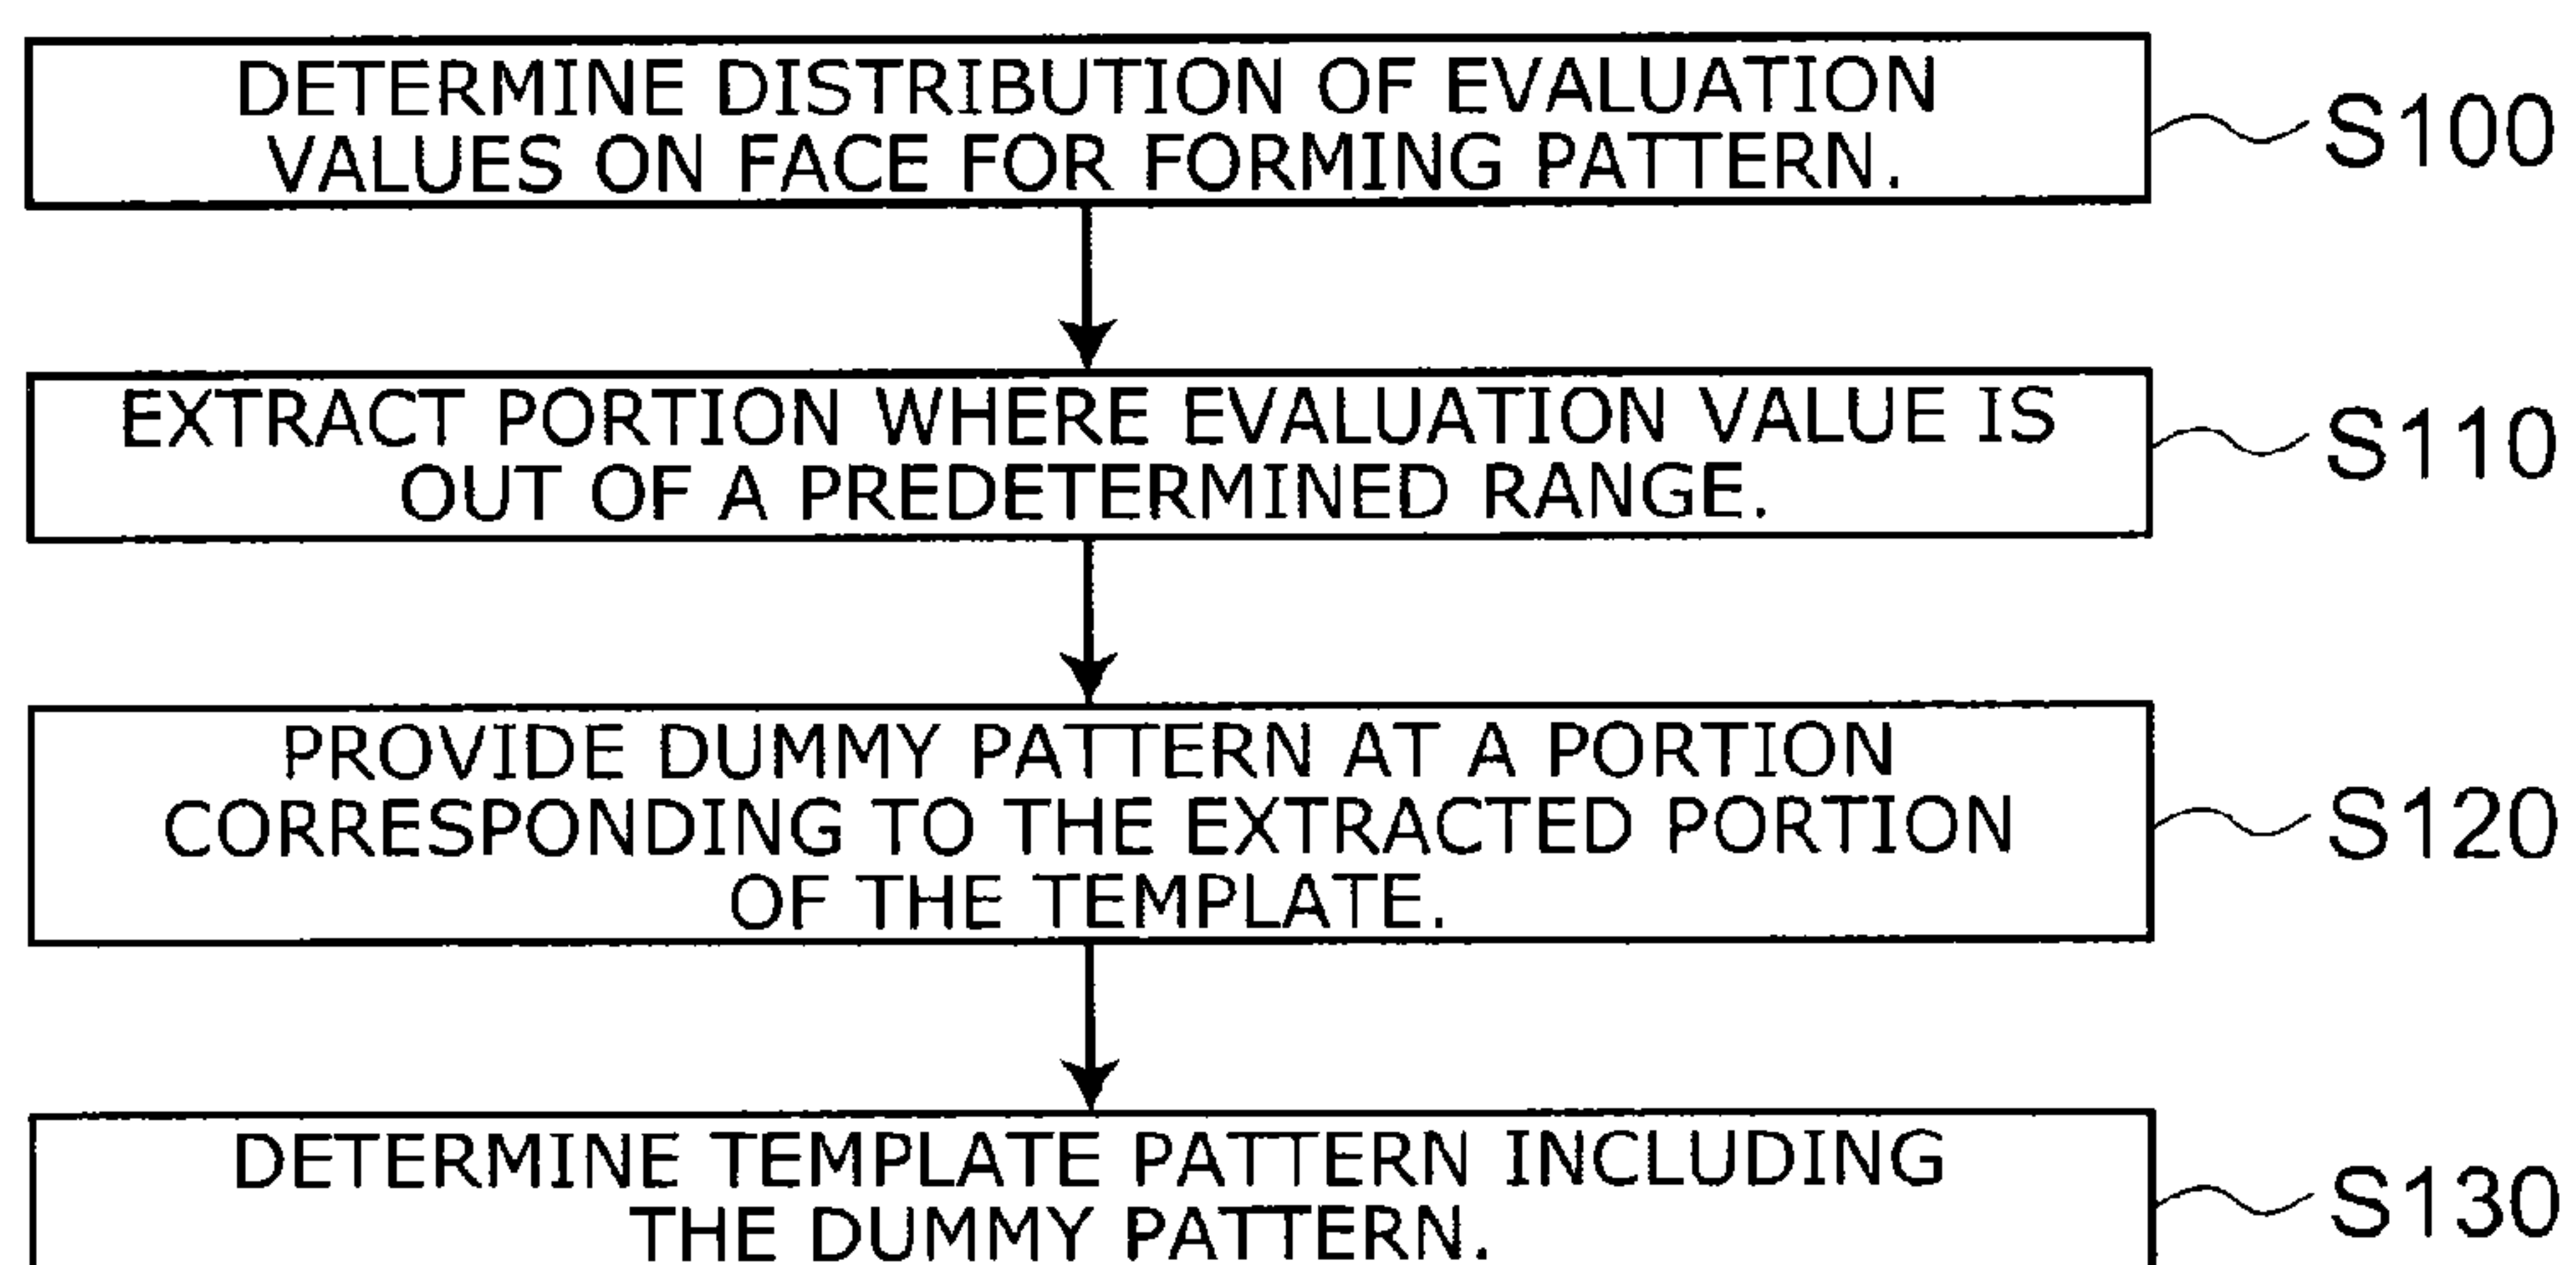 DETERMINE DISTRIBUTION OF EVALUATION
VALUES ON FACE FOR FORMING PATTERN.
S100
EXTRACT PORTION WHERE EVALUATION VALUE IS
OUT OF A PREDETERMINED RANGE.
S110
PROVIDE DUMMY PATTERN AT A PORTION
CORRESPONDING TO THE EXTRACTED PORTION
OF THE TEMPLATE.
S120
DETERMINE TEMPLATE PATTERN INCLUDING
THE DUMMY PATTERN.
S130